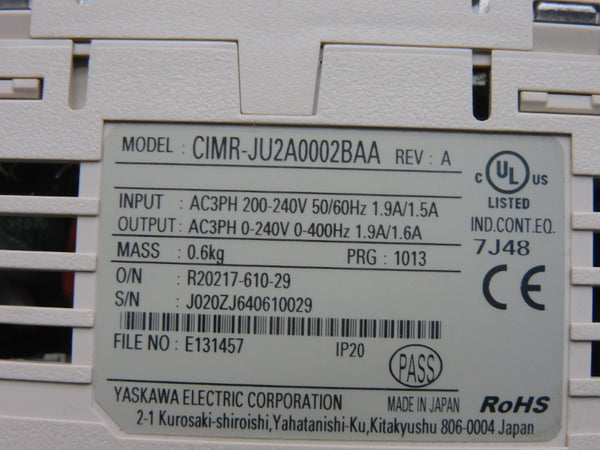 MODEL : CIMR-JU2A0002BAA REV : A
INPUT : AC3PH 200-240V 50/60Hz 1.9A/1.5A
OUTPUT : AC3PH 0-240V 0-400Hz 1.9A/1.6A
MASS : 0.6kg PRG : 1013
O/N : R20217-610-29
S/N : J020ZJ640610029
FILE NO : E131457 IP20
PASS
C UL US
LISTED
IND.CONT.EQ.
7J48
CE
YASKAWA ELECTRIC CORPORATION MADE IN JAPAN RoHS
2-1 Kurosaki-shiroishi,Yahatanishi-Ku,Kitakyushu 806-0004 Japan